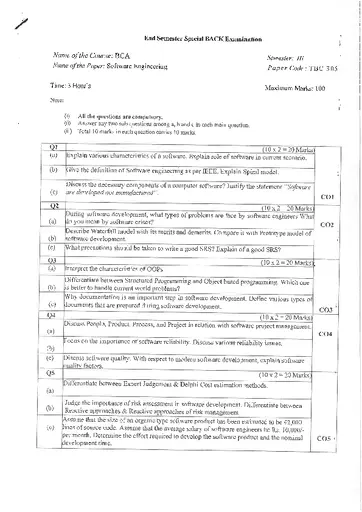 End Semester Special BACK Examination
Name of the Course: BCA
Semester: III
Name of the Paper: Software Engineering
Paper Code: TBC 305
Time: 3 Hour's
Maximum Marks: 100
Note:
(i) All the questions are compulsory.
(ii) Answer any two sub questions among a, b and c in each main question.
(iii) Total 20 marks in each question carries 10 marks
Q1
(10 x 2 = 20 Marks)
(a) Explain various characteristics of a software. Explain role of software in current scenario.
(b) Give the definition of Software engineering as per IEEE. Explain Spiral model.
Discuss the necessary components of a computer software? Justify the statement "Software
(c) are developed not manufactured".
CO1
Q2
(10 x 2 = 20 Marks)
During software development, what types of problems are face by software engineers What
(a) do you mean by software crises?
CO2
Describe Waterfall model with its merits and demerits. Compare it with Prototype model of
(b) software development.
(c) What precautions should be taken to write a good SRS? Explain of a good SRS?
Q3
(10 x 2 = 20 Marks)
(a) Interpret the characteristics of OOPs.
Differentiate between Structured Programming and Object based programming. Which one
(b) is better to handle current world problems?
Why documentation is an important step in software development. Define various types of
(c) documents that are prepared during software development.
CO3
Q4
(10 x 2 = 20 Marks)
Discuss People, Product, Process, and Project in relation with software project management.
(a)
CO4
Focus on the importance of software reliability. Discuss various reliability issues.
(b)
(c) Discuss software quality. With respect to modern software development, explain software
quality factors.
Q5
(10 x 2 = 20 Marks)
Differentiate between Expert Judgement & Delphi Cost estimation methods.
(a)
Judge the importance of risk assessment in software development. Differentiate between
(b) Reactive approaches & Reactive approaches of risk management
Assume that the size of an organic type software product has been estimated to be
(c) lines of source code. Assume that the average salary of software engineers be Rs. 10,000/-
per month. Determine the effort required to develop the software product and the nominal
development time.
CO5